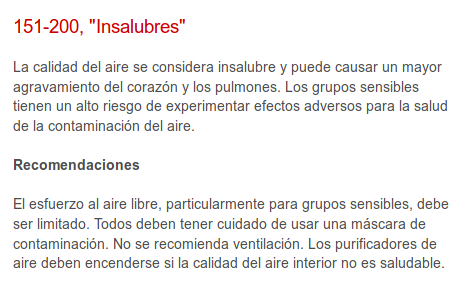 151-200, "Insalubres"
La calidad del aire se considera insalubre y puede causar un mayor
agravamiento del corazón y los pulmones. Los grupos sensibles
tienen un alto riesgo de experimentar efectos adversos para la salud
de la contaminación del aire.
Recomendaciones
El esfuerzo al aire libre, particularmente para grupos sensibles, debe
ser limitado. Todos deben tener cuidado de usar una máscara de
contaminación. No se recomienda ventilación. Los purificadores de
aire deben encenderse si la calidad del aire interior no es saludable.